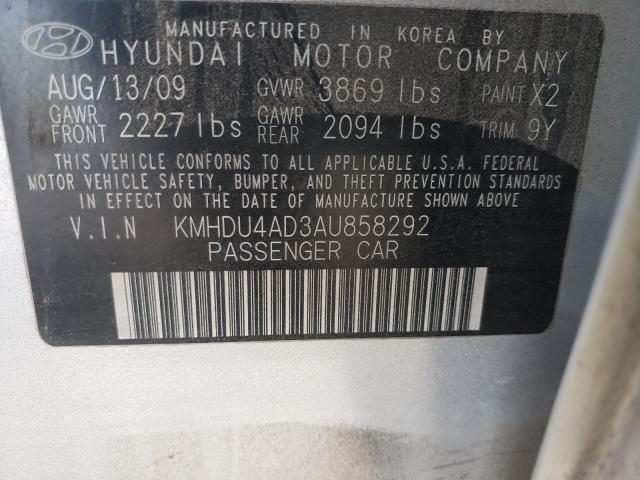 MANUFACTURED IN KOREA BY
HYUNDAI MOTOR COMPANY
AUG/13/09 GVWR 3869 lbs PAINT X2
GAWR FRONT 2227 lbs GAWR REAR 2094 lbs TRIM 9Y
THIS VEHICLE CONFORMS TO ALL APPLICABLE U.S.A. FEDERAL
MOTOR VEHICLE SAFETY, BUMPER, AND THEFT PREVENTION STANDARDS
IN EFFECT ON THE DATE OF MANUFACTURE SHOWN ABOVE.
V.I.N KMHDU4AD3AU858292
PASSENGER CAR